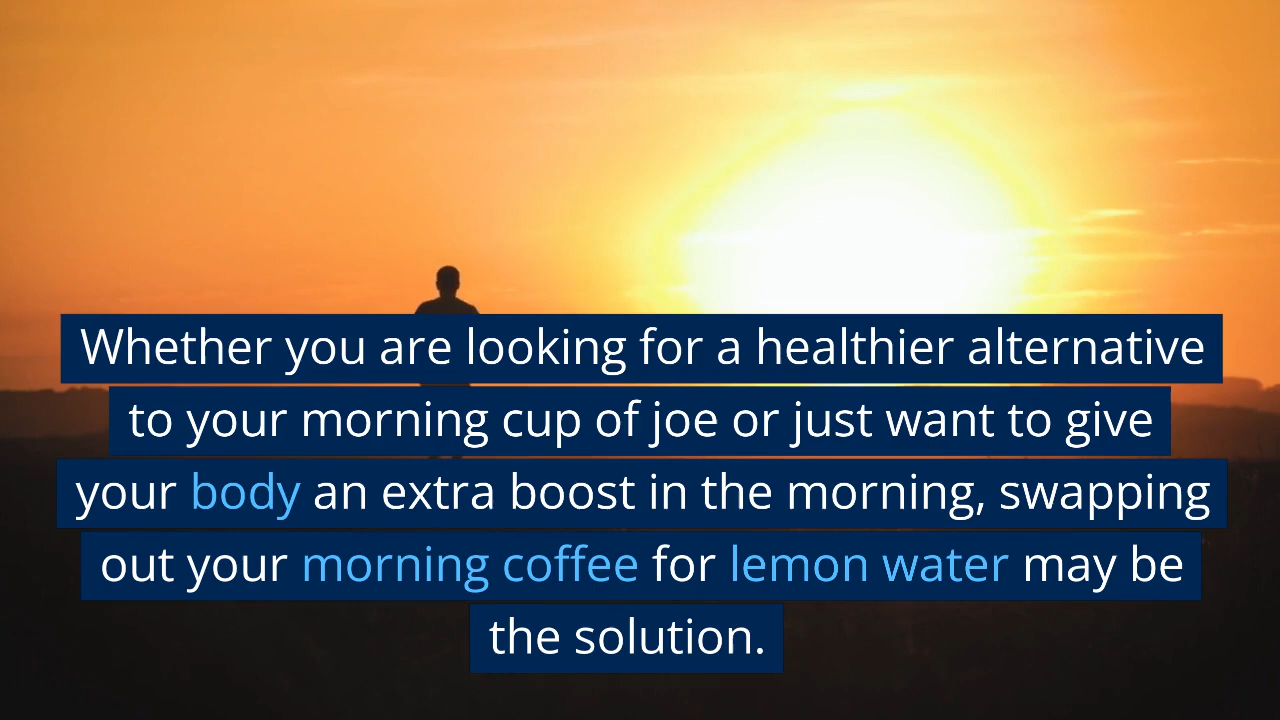 Whether you are looking for a healthier alternative
to your morning cup of joe or just want to give
your body an extra boost in the morning, swapping
out your morning coffee for lemon water may be
the solution.